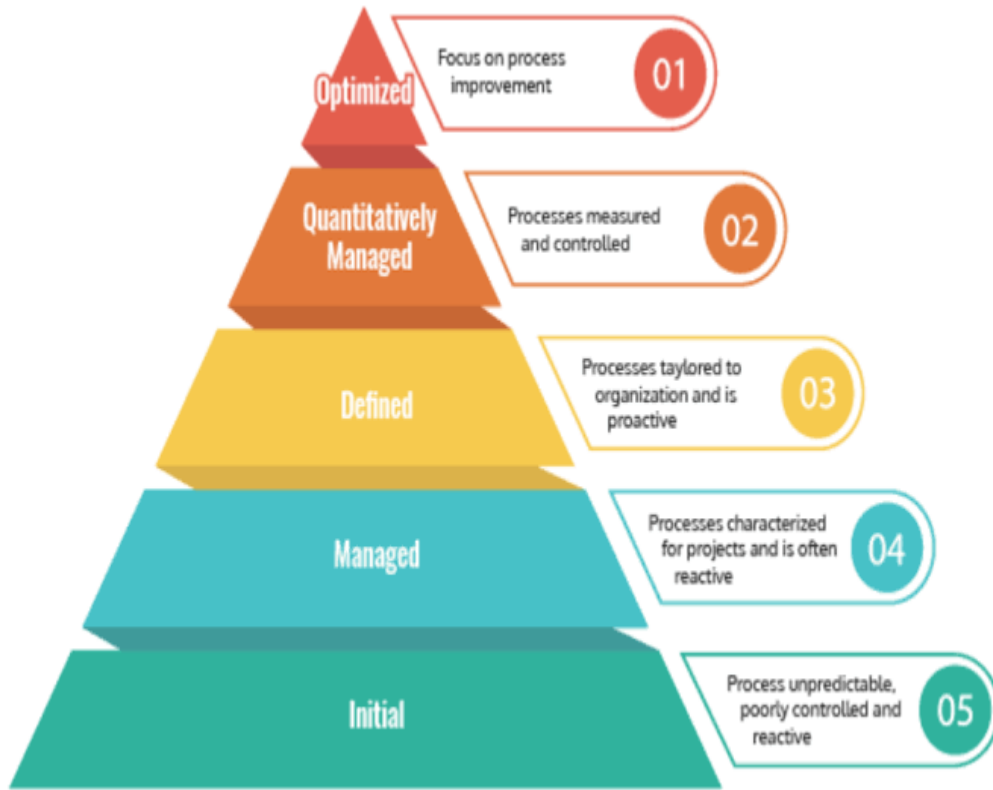 Optimized
Focus on process
improvement
01
Quantitatively
Managed
Processes measured
and controlled
02
Defined
Processes taylored to
organization and is
proactive
03
Managed
Processes characterized
for projects and is often
reactive
04
Initial
Process unpredictable,
poorly controlled and
reactive
05